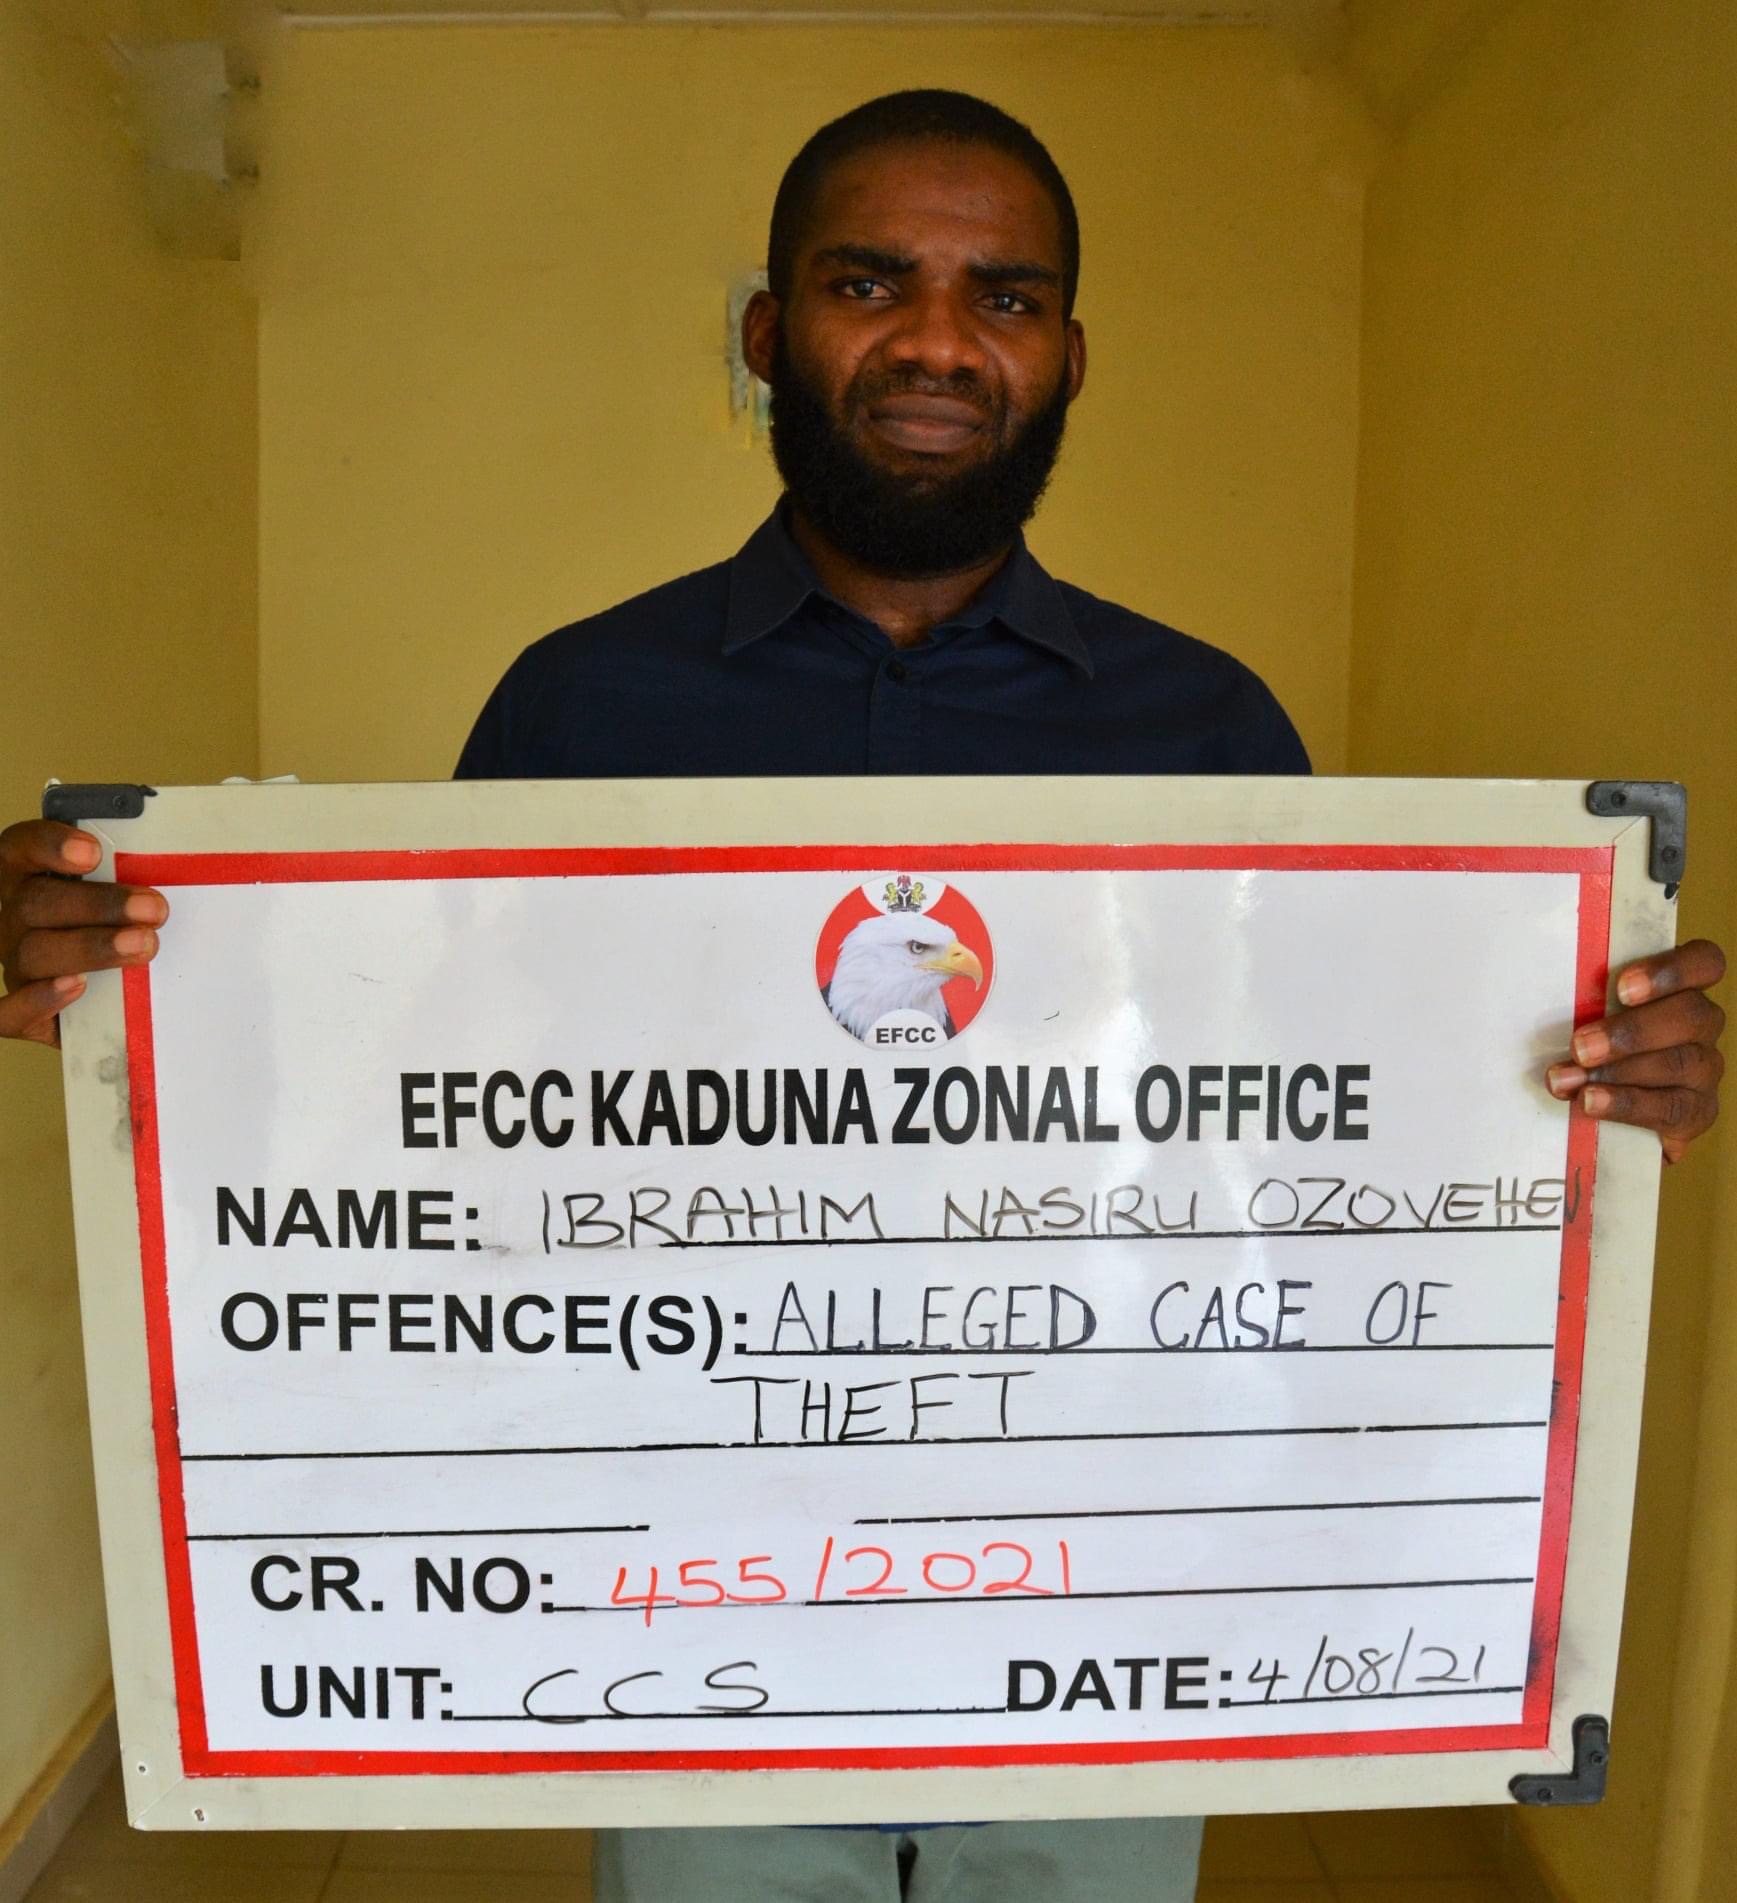 EFCC
EFCC KADUNA ZONAL OFFICE
NAME: IBRAHIM NASIRU OZOVEHE
OFFENCE(S): ALLEGED CASE OF
THEFT
CR. NO: 455/2021
UNIT: CCS DATE: 4/08/21